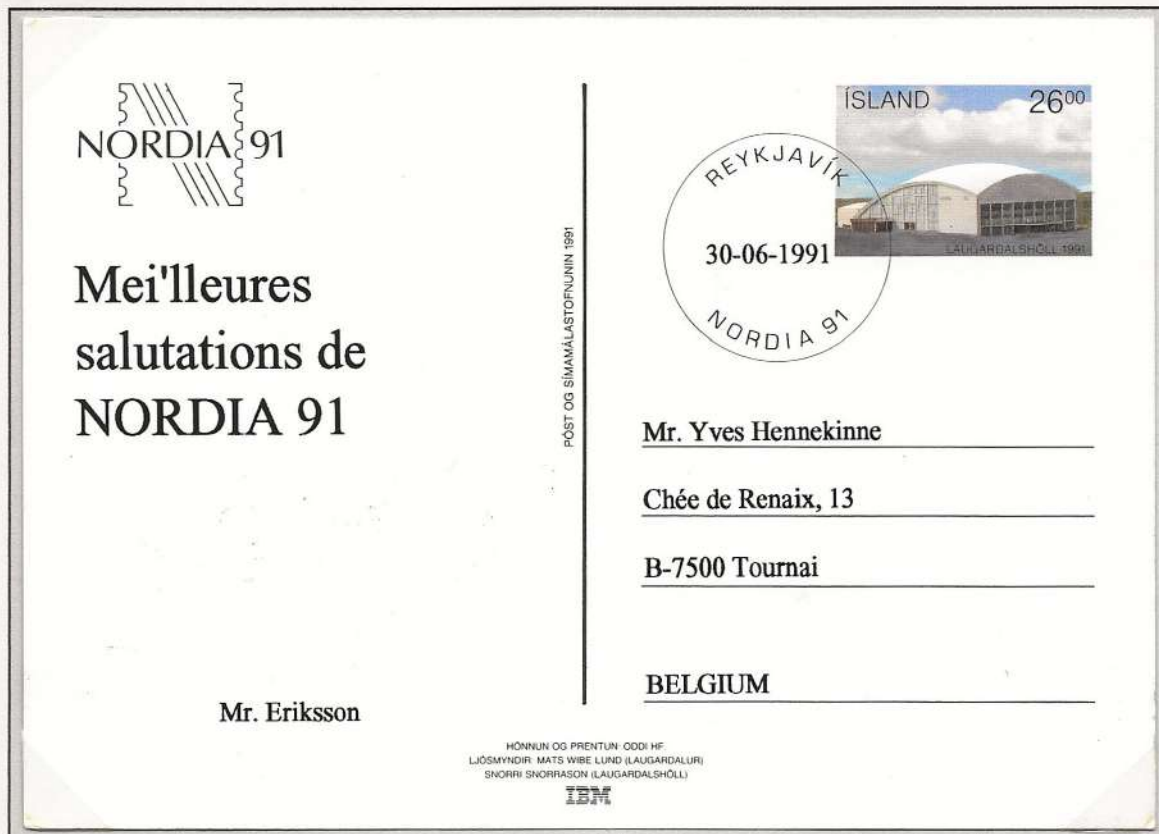 NORDIA 91
Mei'lleures
salutations de
NORDIA 91
Mr. Eriksson
PÓST OG SÍMAMÁLASTOFNUNIN 1991
ÍSLAND 2600
LAUGARDALSHÖLL 1991
REYKJAVÍK
30-06-1991
NORDIA 91
Mr. Yves Hennekinne
Chée de Renaix, 13
B-7500 Tournai
BELGIUM
HÖNNUN OG PRENTUN: ODDI HF.
LJÓSMYNDIR: MATS WIBE LUND (LAUGARDALUR)
SNORRI SNORRASON (LAUGARDALSHÖLL)
IBM